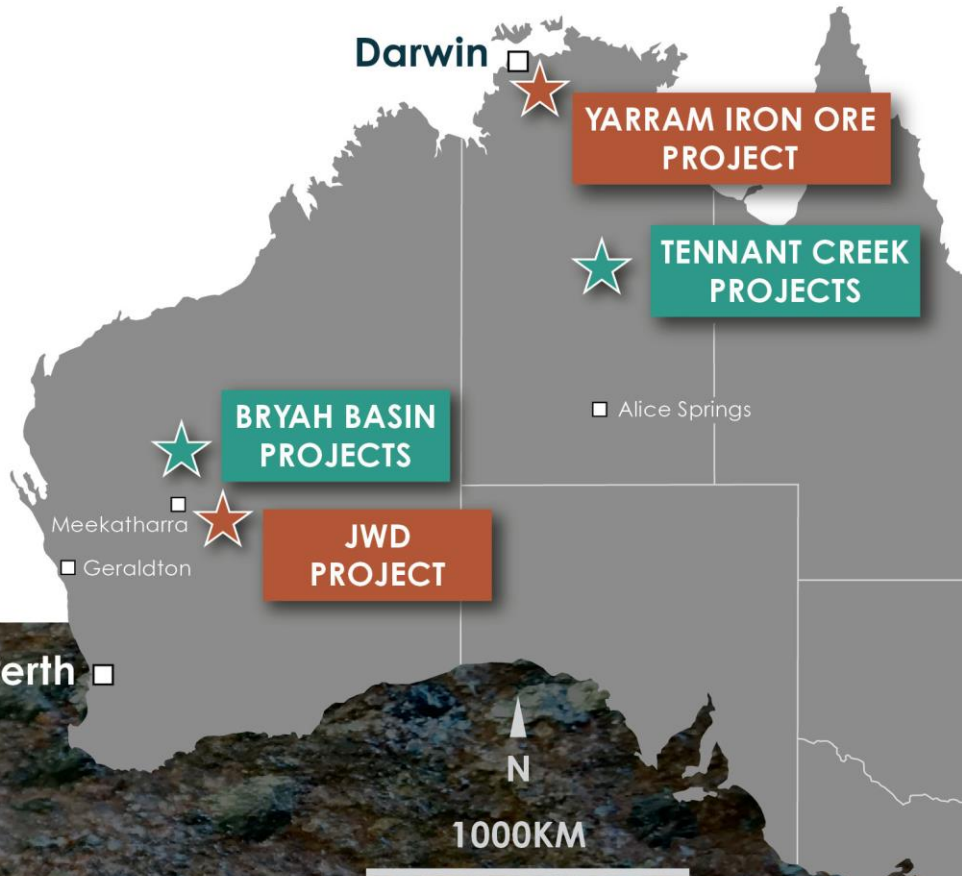 Darwin
YARRAM IRON ORE
PROJECT
TENNANT CREEK
PROJECTS
BRYAH BASIN
PROJECTS
Alice Springs
Meekatharra
JWD
PROJECT
Geraldton
erth
N
1000KM